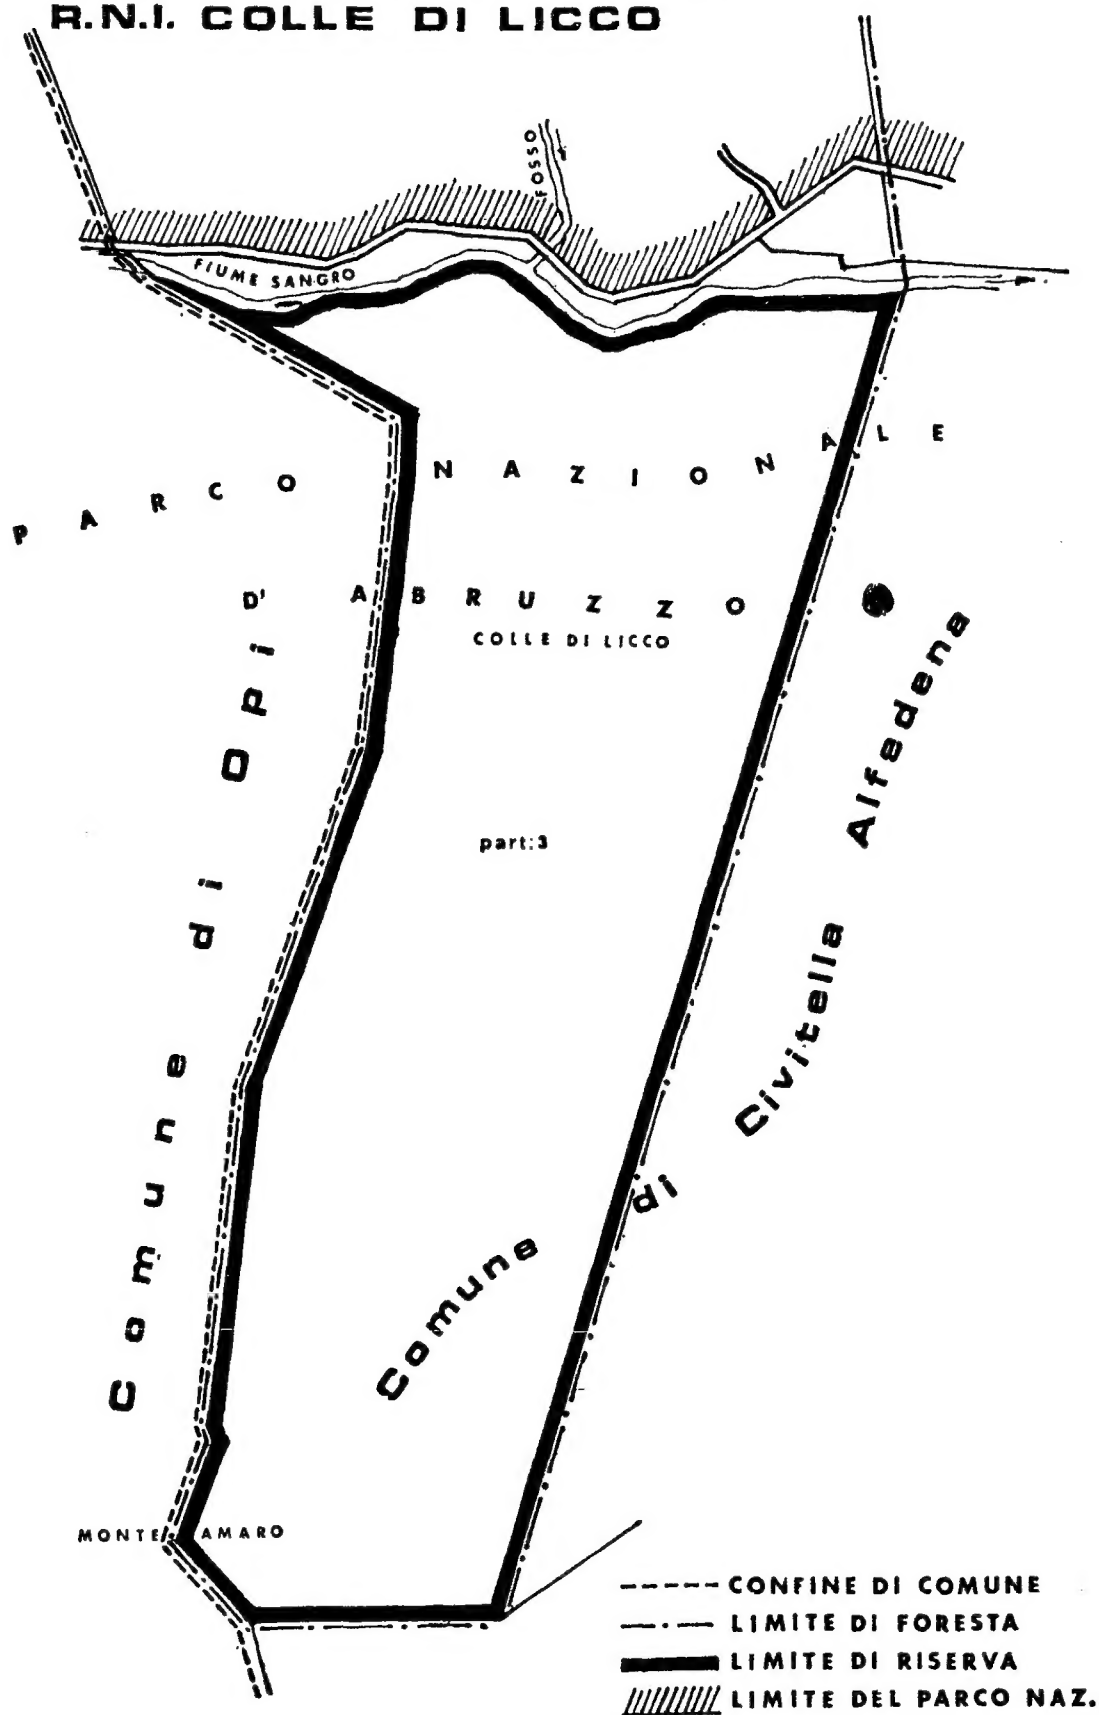 R.N.I. COLLE DI LICCO
FOSSO
FIUME SANGRO
PARCO NAZIONALE
D'ABRUZZO
COLLE DI LICCO
part:3
Comune di Opi
Comune di Civitella Alfedena
MONTE AMARO
CONFINE DI COMUNE
LIMITE DI FORESTA
LIMITE DI RISERVA
LIMITE DEL PARCO NAZ.